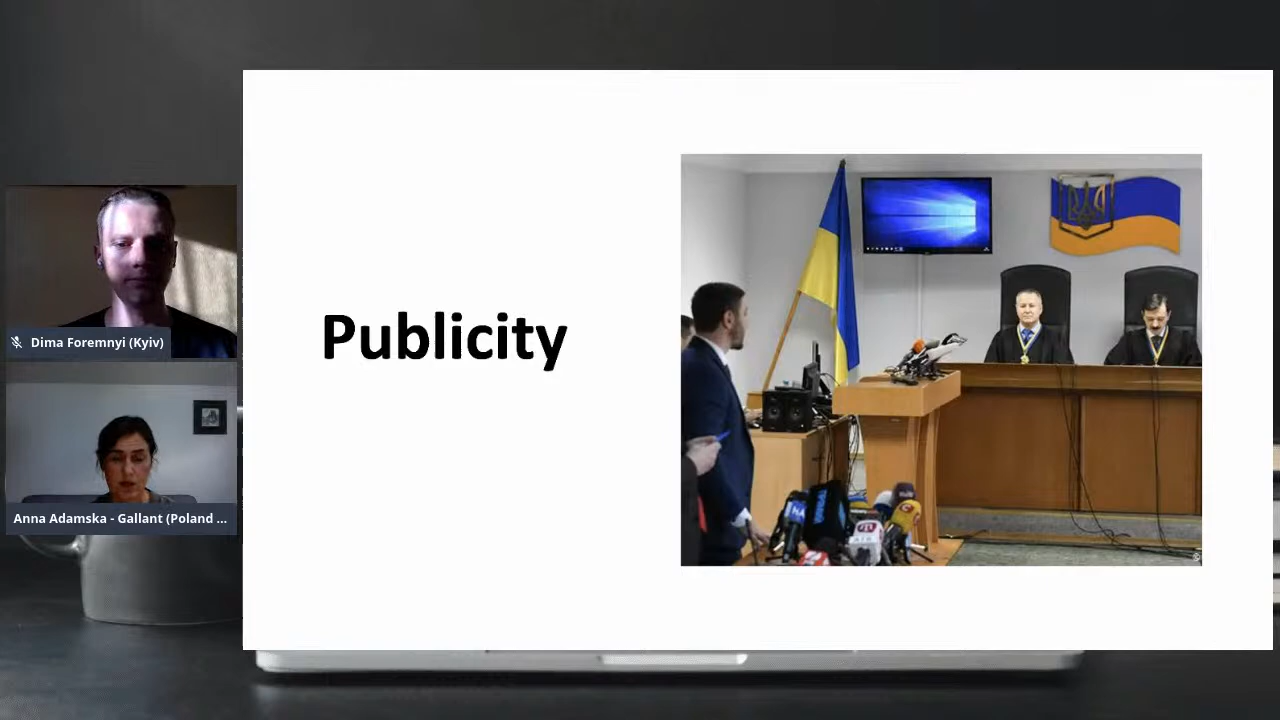 Publicity
Dima Foremnyi (Kyiv)
Anna Adamska - Gallant (Poland ...